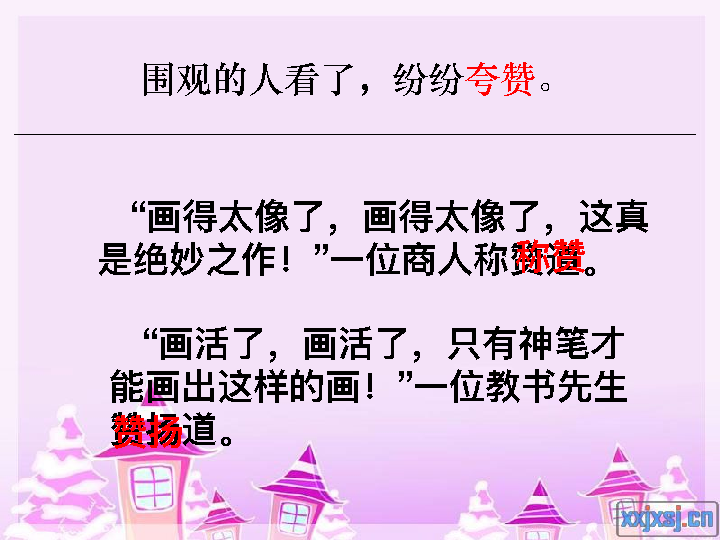 围观的人看了，纷纷夸赞。
“画得太像了，画得太像了，这真
是绝妙之作！”一位商人称赞道。
称赞
“画活了，画活了，只有神笔才
能画出这样的画！”一位教书先生
赞扬道。
赞扬
xxjxsj.cn